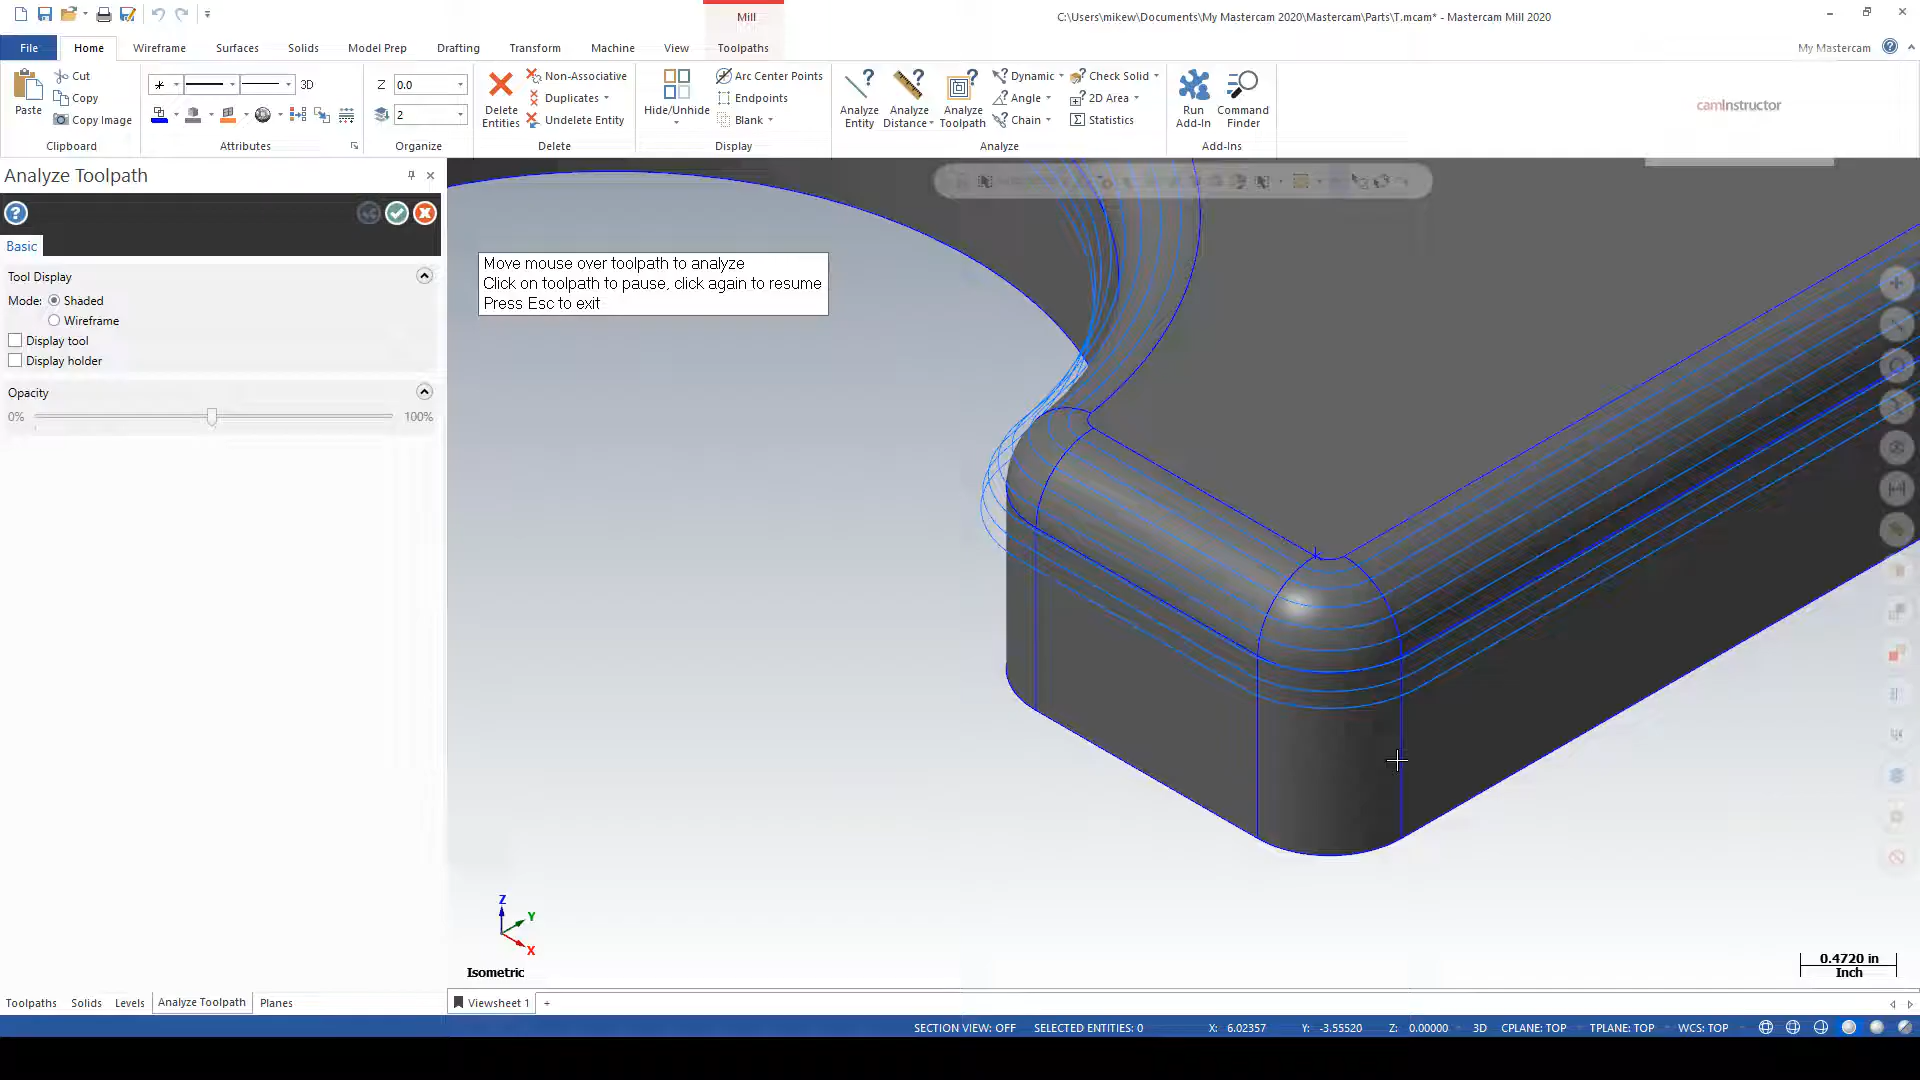 Mill
C:\Users\mikew\Documents\My Mastercam 2020\Mastercam\Parts\T.mcam* - Mastercam Mill 2020
File Home Wireframe Surfaces Solids Model Prep Drafting Transform Machine View Toolpaths
My Mastercam
Paste
Cut
Copy
Copy Image
Clipboard
3D
Attributes
Z 0.0
2
Organize
Delete Entities
Non-Associative
Duplicates
Undelete Entity
Delete
Hide/Unhide
Arc Center Points
Endpoints
Blank
Display
Analyze Entity
Analyze Distance
Analyze Toolpath
Dynamic
Angle
Chain
Check Solid
2D Area
Statistics
Analyze
Run Add-In
Command Finder
Add-Ins
camInstructor
Analyze Toolpath
Basic
Tool Display
Mode: Shaded
Wireframe
Display tool
Display holder
Opacity
0% 100%
Move mouse over toolpath to analyze
Click on toolpath to pause, click again to resume
Press Esc to exit
Z
Y
X
Isometric
0.4720 in
Inch
Toolpaths Solids Levels Analyze Toolpath Planes
Viewsheet 1 +
SECTION VIEW: OFF SELECTED ENTITIES: 0 X: 6.02357 Y: -3.55520 Z: 0.00000 3D CPLANE: TOP TPLANE: TOP WCS: TOP